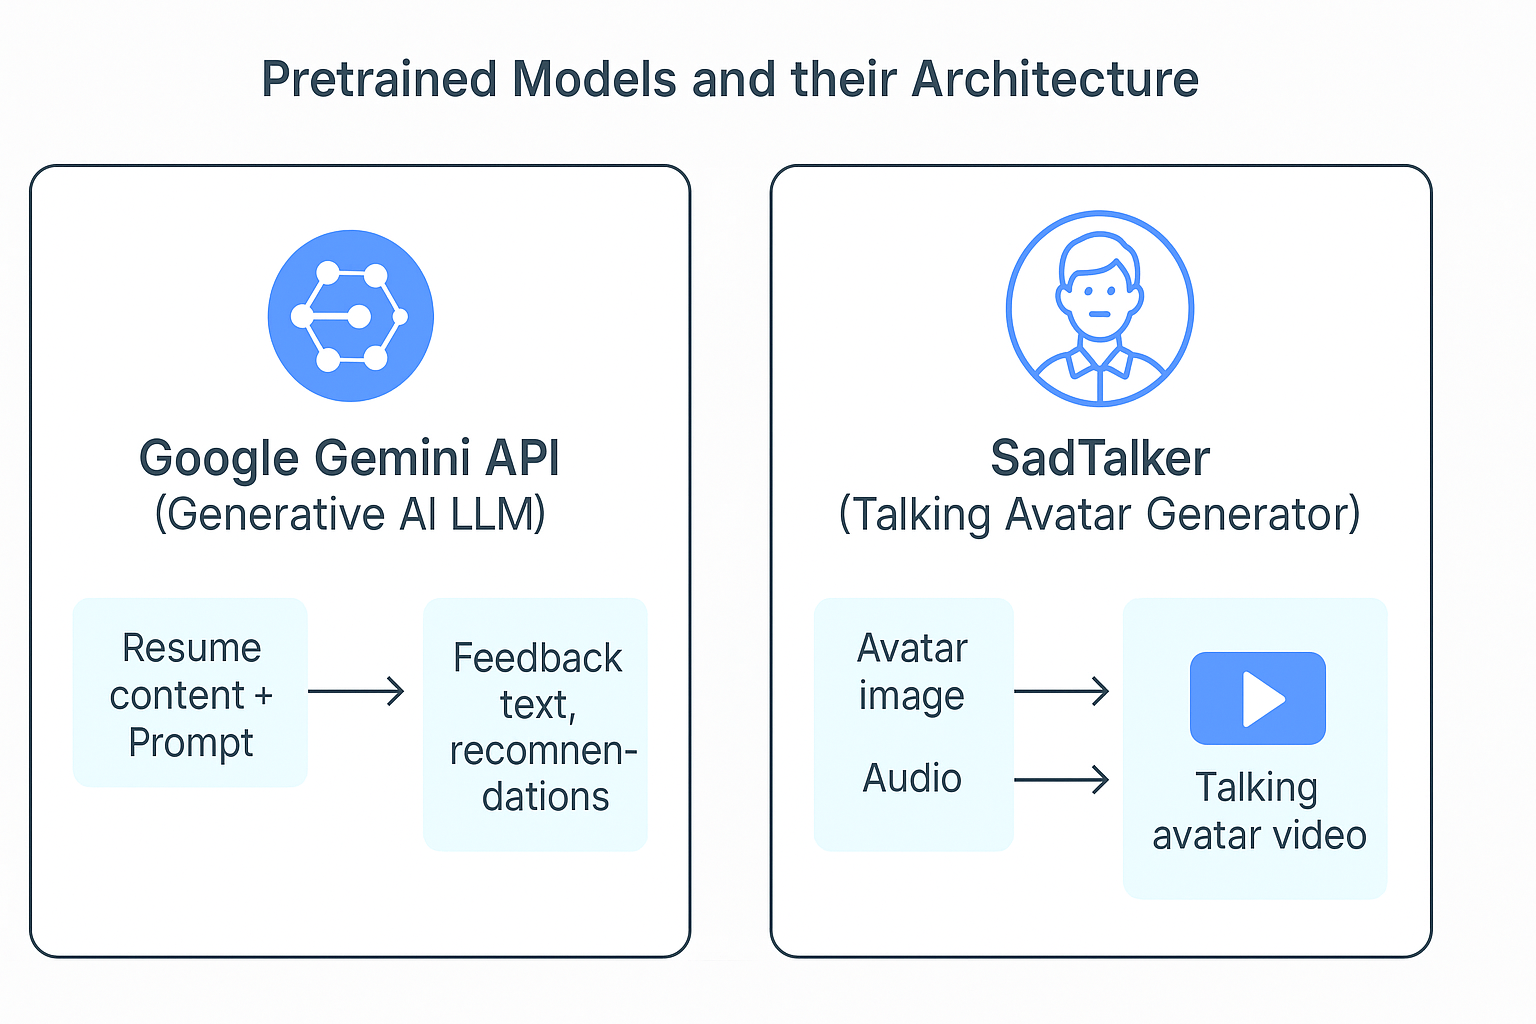 Pretrained Models and their Architecture
Google Gemini API
(Generative AI LLM)
Resume
content +
Prompt
Feedback
text,
recomnen-
dations
SadTalker
(Talking Avatar Generator)
Avatar
image
Audio
Talking
avatar video